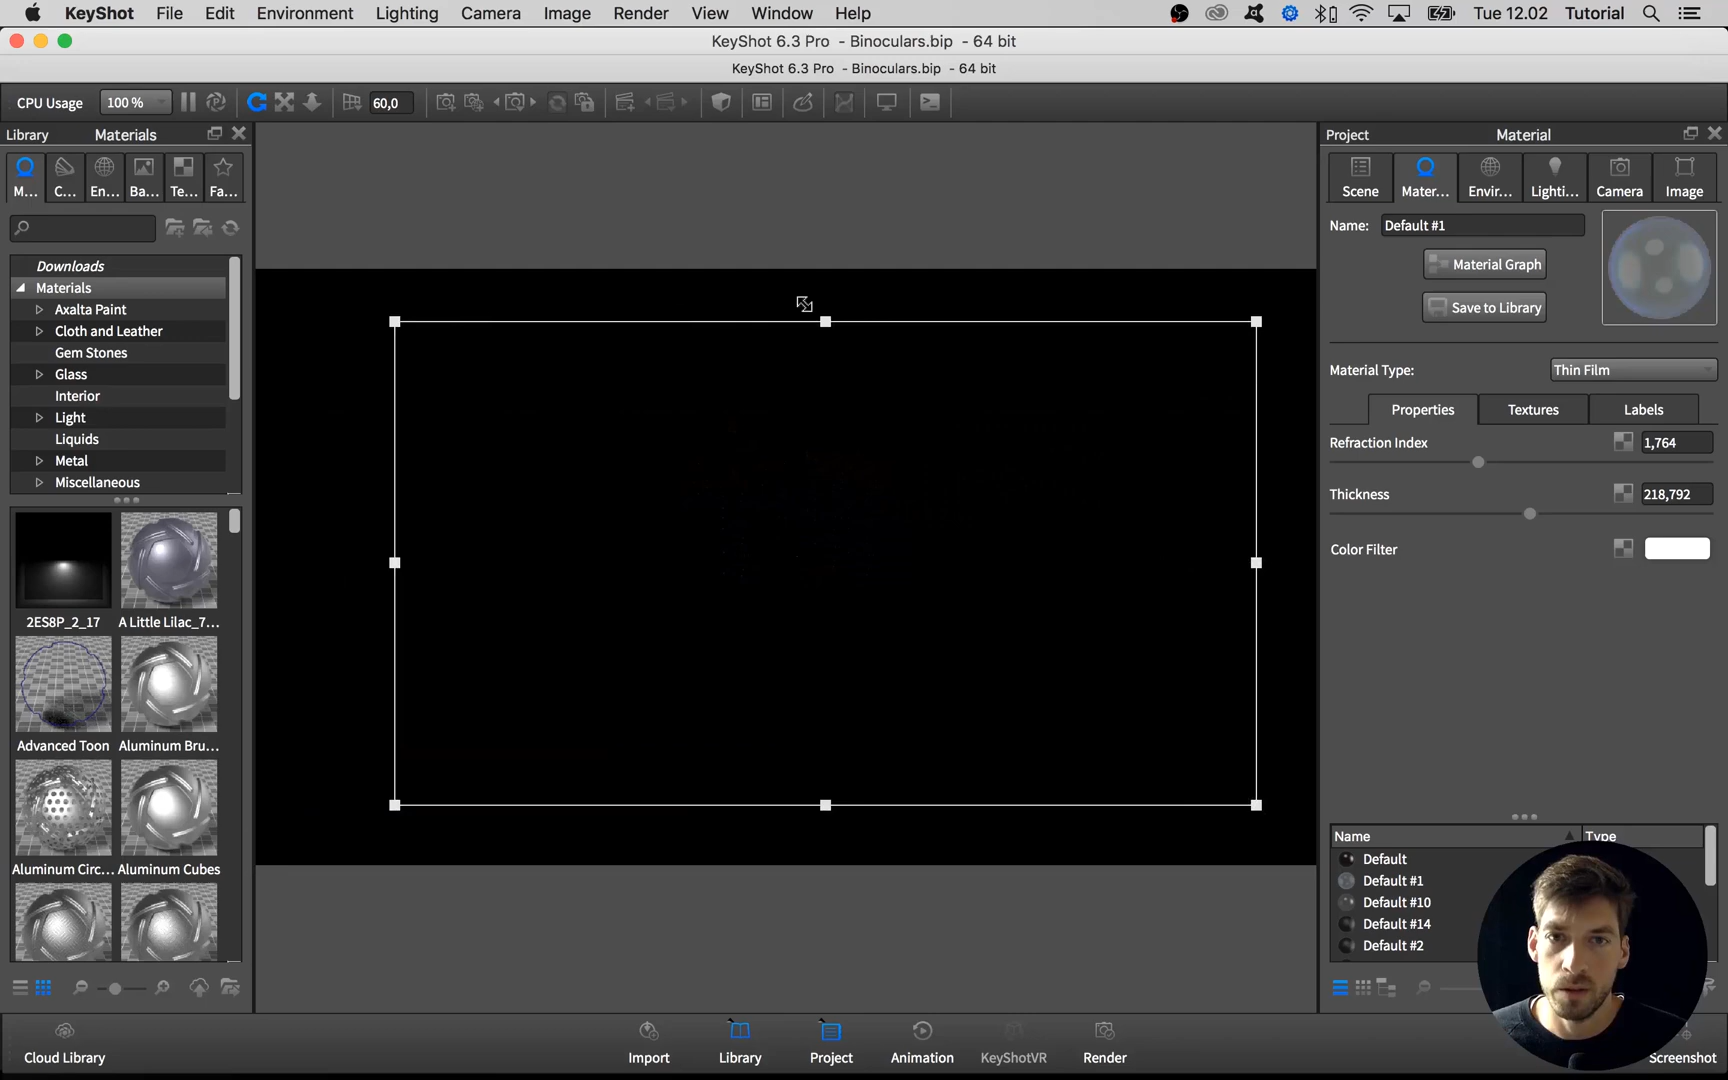 KeyShot File Edit Environment Lighting Camera Image Render View Window Help Tue 12.02 Tutorial
KeyShot 6.3 Pro - Binoculars.bip - 64 bit
KeyShot 6.3 Pro - Binoculars.bip - 64 bit
CPU Usage 100 % 60,0
Library Materials
Project Material
M... C... En... Ba... Te... Fa...
Scene Mater... Envir... Lighti... Camera Image
Name: Default #1
Material Graph
Save to Library
Downloads
Materials
Axalta Paint
Cloth and Leather
Gem Stones
Glass
Interior
Light
Liquids
Metal
Miscellaneous
Material Type: Thin Film
Properties Textures Labels
Refraction Index 1,764
Thickness 218,792
Color Filter
2ES8P_2_17 A Little Lilac_7...
Advanced Toon Aluminum Bru...
Aluminum Circ... Aluminum Cubes
Name Type
Default
Default #1
Default #10
Default #14
Default #2
Cloud Library Import Library Project Animation KeyShotVR Render Screenshot